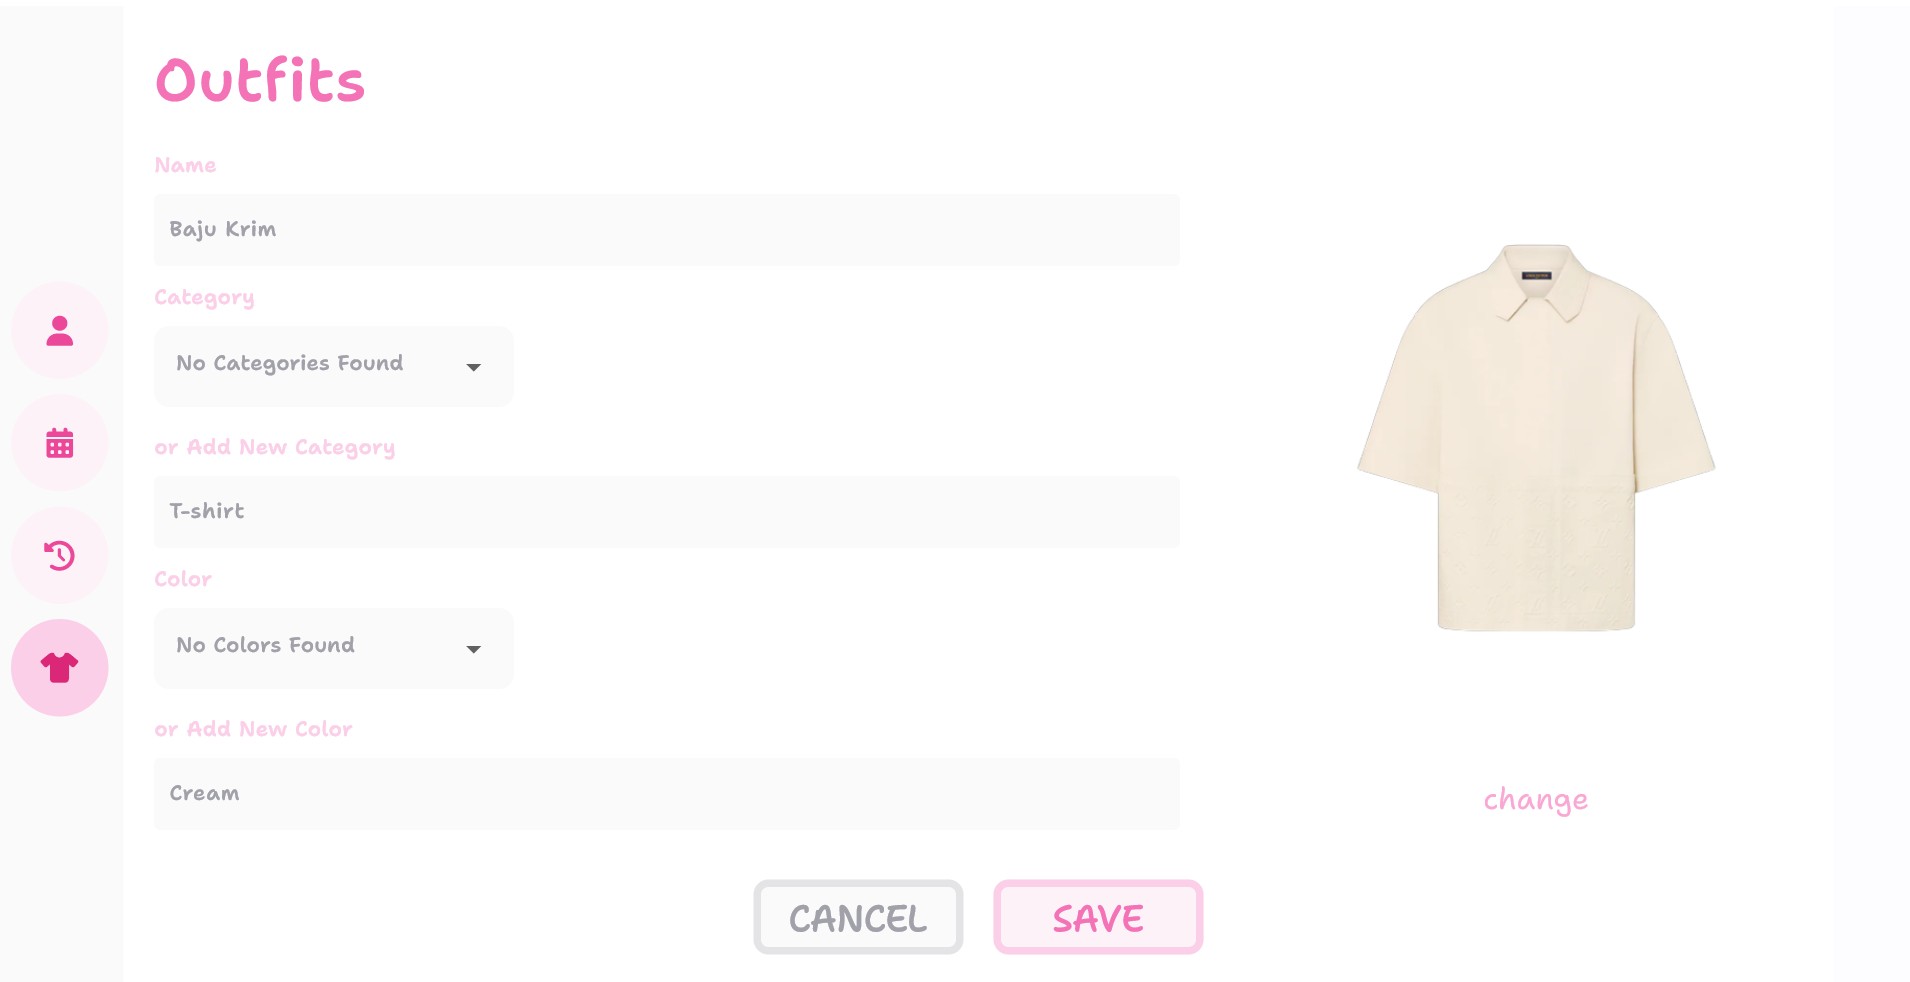 Outfits
Name
Baju Krim
Category
No Categories Found
or Add New Category
T-shirt
Color
No Colors Found
or Add New Color
Cream
change
CANCEL
SAVE